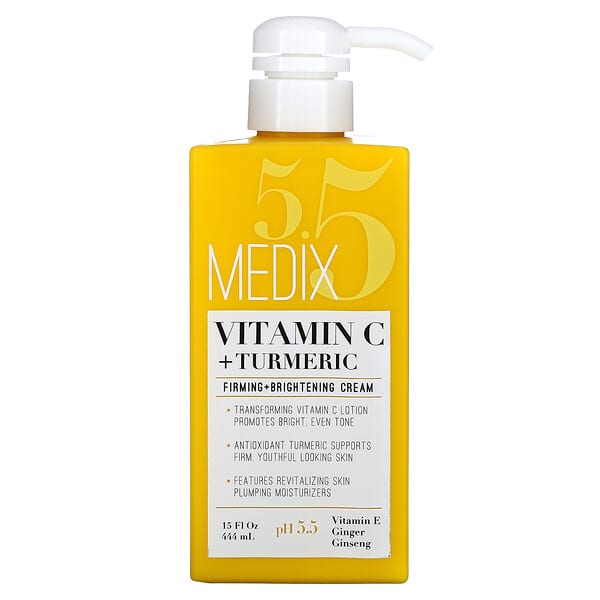 5.5
MEDIX
VITAMIN C
+TURMERIC
FIRMING+BRIGHTENING CREAM
▪ TRANSFORMING VITAMIN C LOTION
PROMOTES BRIGHT, EVEN TONE
▪ ANTIOXIDANT TURMERIC SUPPORTS
FIRM, YOUTHFUL LOOKING SKIN
▪ FEATURES REVITALIZING SKIN
PLUMPING MOISTURIZERS
15 Fl Oz
444 mL
pH 5.5
Vitamin E
Ginger
Ginseng